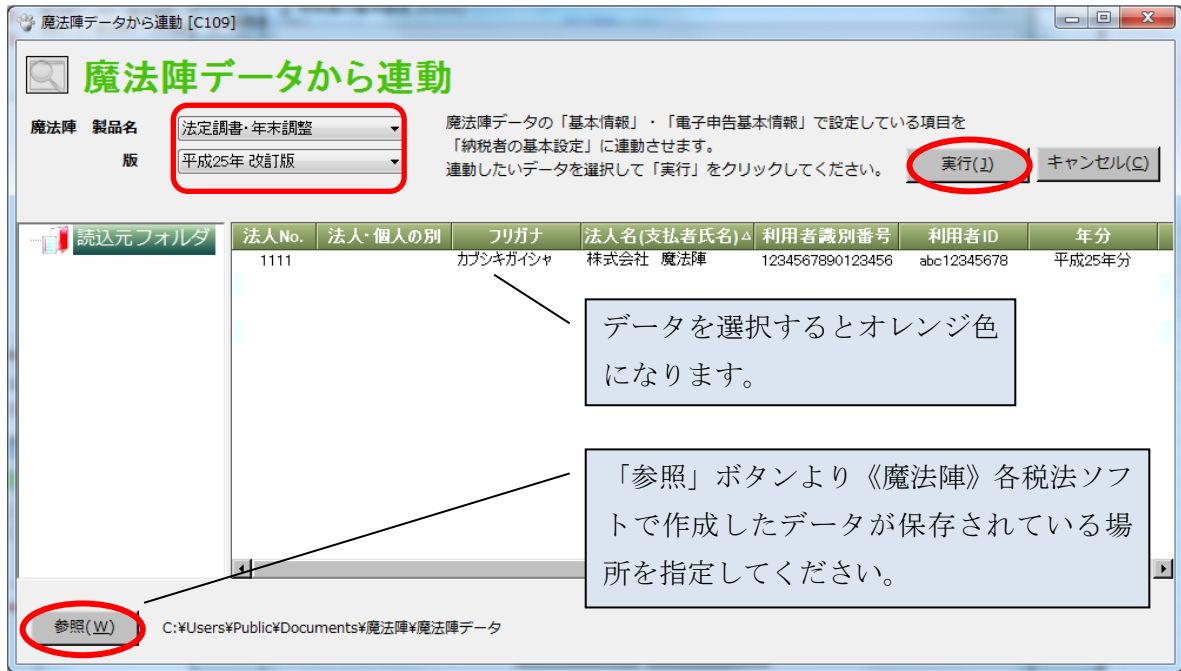 魔法陣データから連動 [C109]
魔法陣データから連動
魔法陣 製品名 法定調書・年末調整
版 平成25年 改訂版
魔法陣データの「基本情報」・「電子申告基本情報」で設定している項目を
「納税者の基本設定」に連動させます。
連動したいデータを選択して「実行」をクリックしてください。
実行(J) キャンセル(C)
読込元フォルダ
法人No. 法人・個人の別 フリガナ 法人名(支払者氏名) 利用者識別番号 利用者ID 年分
1111 カブシキガイシャ 株式会社 魔法陣 1234567890123456 abc12345678 平成25年分
データを選択するとオレンジ色
になります。
「参照」ボタンより《魔法陣》各税法ソフ
トで作成したデータが保存されている場
所を指定してください。
参照(W) C:¥Users¥Public¥Documents¥魔法陣¥魔法陣データ